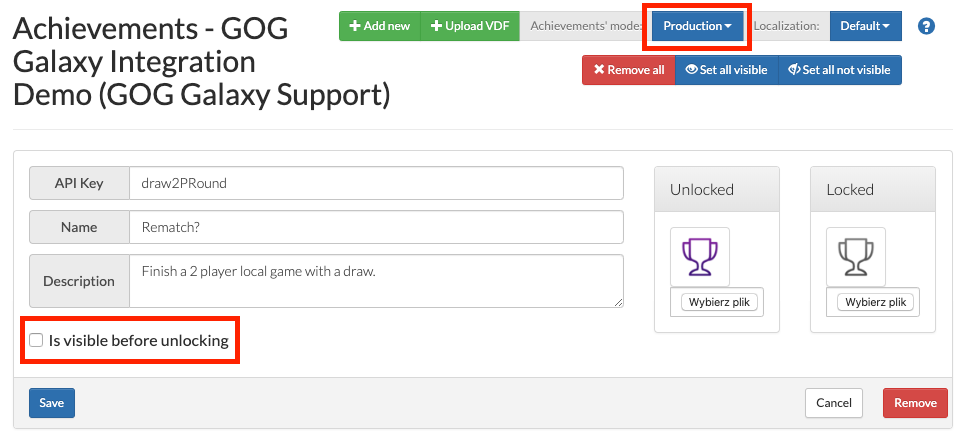 Achievements - GOG
Galaxy Integration
Demo (GOG Galaxy Support)
Add new
Upload VDF
Achievements' mode:
Production
Localization:
Default
?
Remove all
Set all visible
Set all not visible
API Key
draw2PRound
Name
Rematch?
Description
Finish a 2 player local game with a draw.
Is visible before unlocking
Unlocked
Wybierz plik
Locked
Wybierz plik
Save
Cancel
Remove